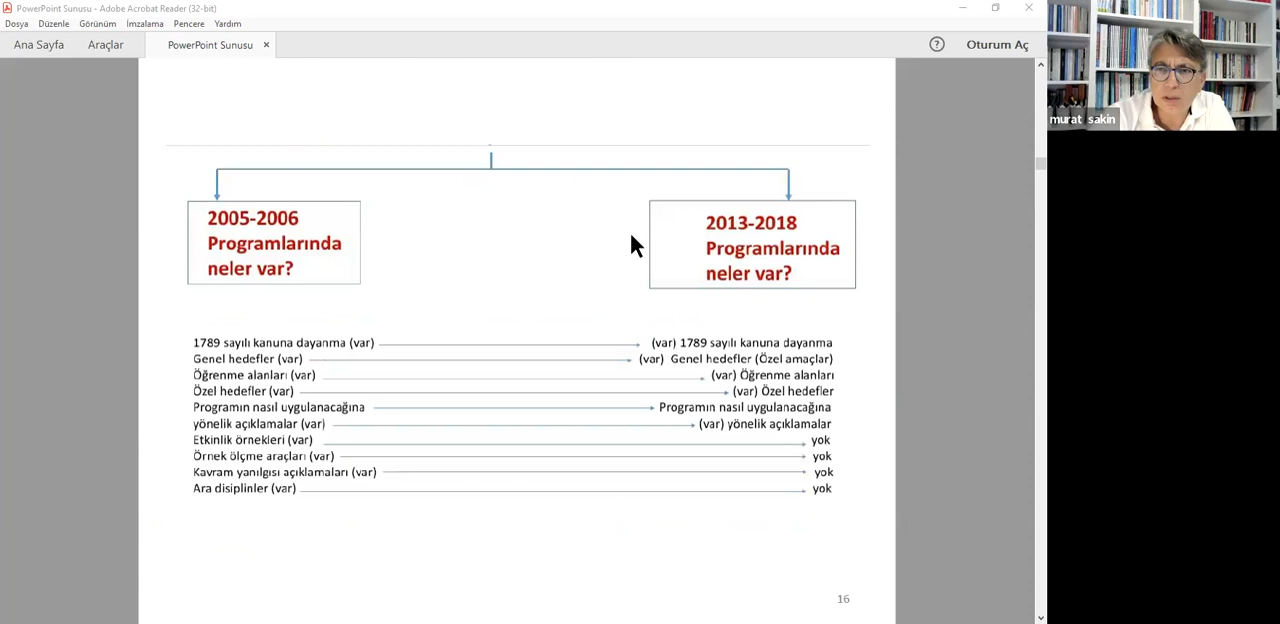 PowerPoint Sunusu - Adobe Acrobat Reader (32-bit)
Dosya Düzenle Görünüm İmzalama Pencere Yardım
Ana Sayfa Araçlar PowerPoint Sunusu × ? Oturum Aç
murat sakin
2005-2006
Programlarında
neler var?
2013-2018
Programlarında
neler var?
1789 sayılı kanuna dayanma (var) (var) 1789 sayılı kanuna dayanma
Genel hedefler (var) (var) Genel hedefler (Özel amaçlar)
Öğrenme alanları (var) (var) Öğrenme alanları
Özel hedefler (var) (var) Özel hedefler
Programın nasıl uygulanacağına Programın nasıl uygulanacağına
yönelik açıklamalar (var) (var) yönelik açıklamalar
Etkinlik örnekleri (var) yok
Örnek ölçme araçları (var) yok
Kavram yanılgısı açıklamaları (var) yok
Ara disiplinler (var) yok
16